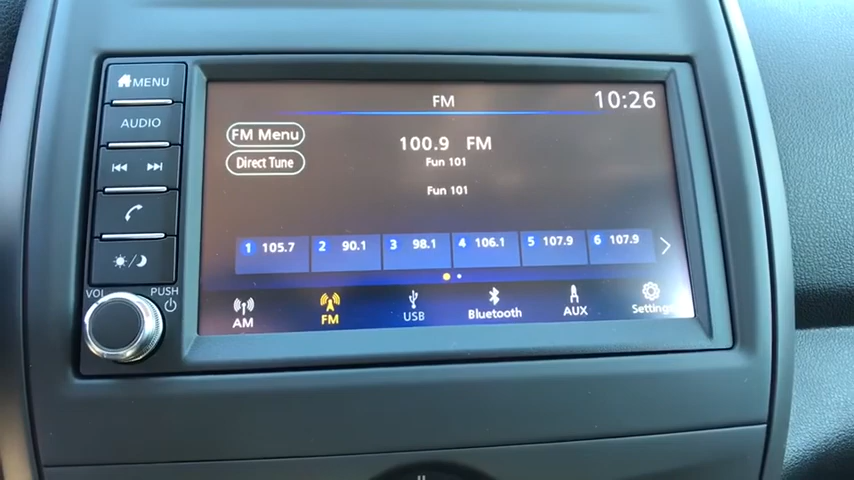 MENU
AUDIO
VOL
PUSH
FM
10:26
FM Menu
Direct Tune
100.9 FM
Fun 101
Fun 101
1 105.7
2 90.1
3 98.1
4 106.1
5 107.9
6 107.9
AM
FM
USB
Bluetooth
AUX
Settings